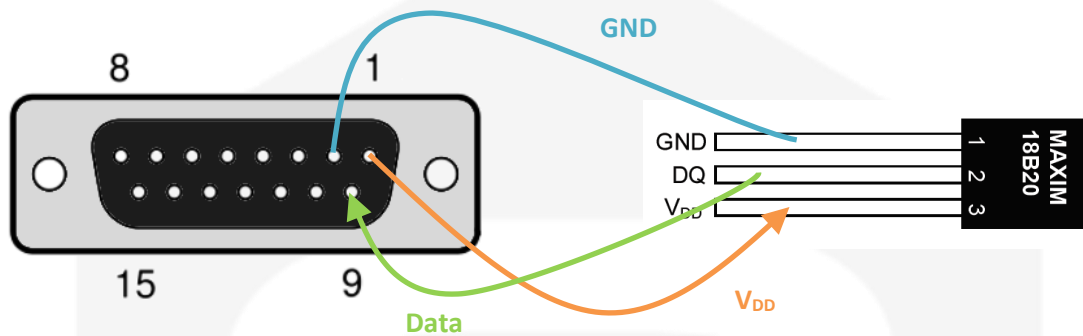 GND
8 1
GND
DQ
VDD
1
2
3
MAXIM
18B20
15 9
VDD
Data